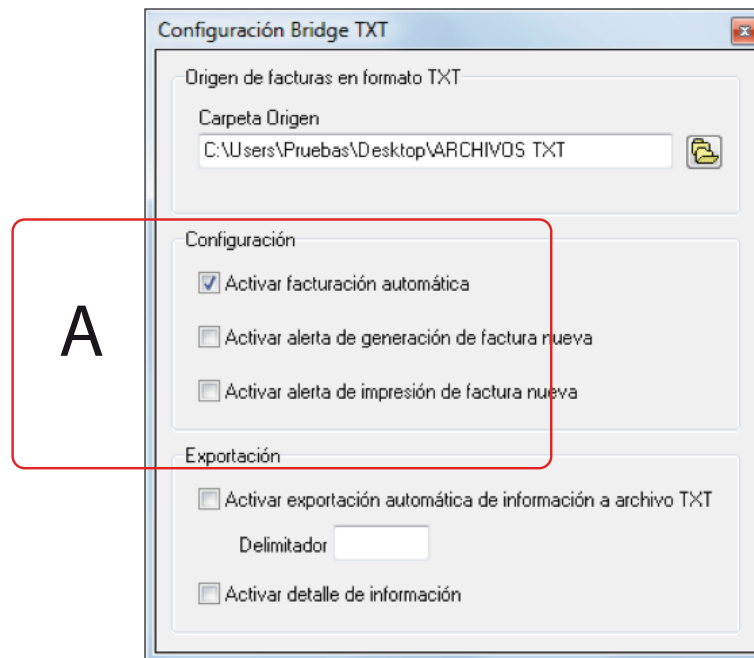 Configuración Bridge TXT
Origen de facturas en formato TXT
Carpeta Origen
C:\Users\Pruebas\Desktop\ARCHIVOS TXT
A
Configuración
Activar facturación automática
Activar alerta de generación de factura nueva
Activar alerta de impresión de factura nueva
Exportación
Activar exportación automática de información a archivo TXT
Delimitador
Activar detalle de información